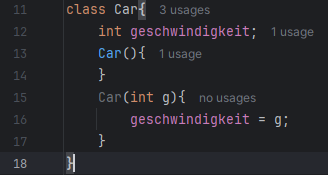 11 class Car{ 3 usages
12 int geschwindigkeit; 1 usage
13 Car(){ 1 usage
14 }
15 Car(int g){ no usages
16 geschwindigkeit = g;
17 }
18 }